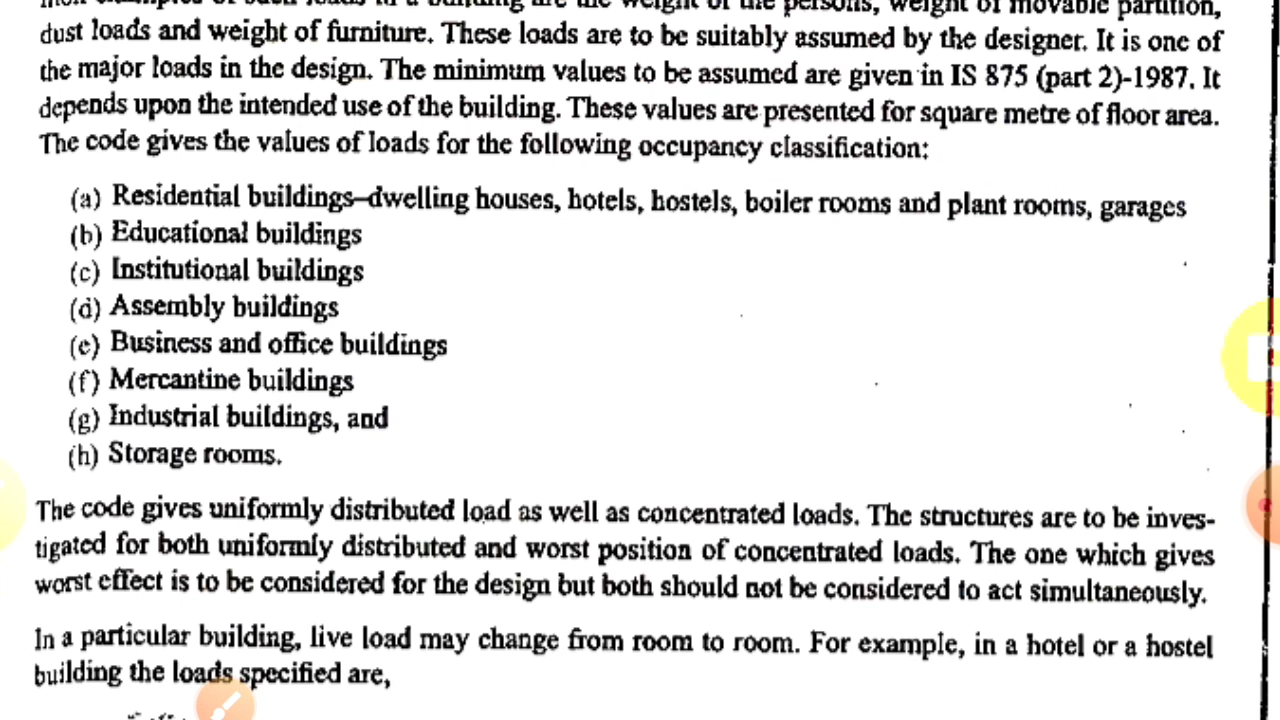 of the persons, weight of movable partition,
dust loads and weight of furniture. These loads are to be suitably assumed by the designer. It is one of
the major loads in the design. The minimum values to be assumed are given in IS 875 (part 2)-1987. It
depends upon the intended use of the building. These values are presented for square metre of floor area.
The code gives the values of loads for the following occupancy classification:
(a) Residential buildings–dwelling houses, hotels, hostels, boiler rooms and plant rooms, garages
(b) Educational buildings
(c) Institutional buildings
(d) Assembly buildings
(e) Business and office buildings
(f) Mercantine buildings
(g) Industrial buildings, and
(h) Storage rooms.
The code gives uniformly distributed load as well as concentrated loads. The structures are to be inves-
tigated for both uniformly distributed and worst position of concentrated loads. The one which gives
worst effect is to be considered for the design but both should not be considered to act simultaneously.
In a particular building, live load may change from room to room. For example, in a hotel or a hostel
building the loads specified are,